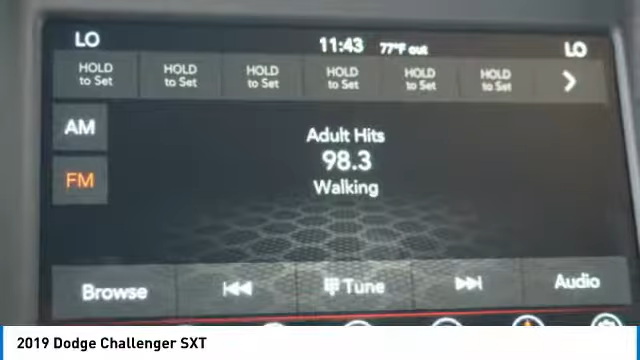 LO 11:43 77°F out LO
HOLD HOLD HOLD HOLD HOLD HOLD
to Set to Set to Set to Set to Set to Set
AM
Adult Hits
98.3
FM
Walking
Browse Tune Audio
2019 Dodge Challenger SXT